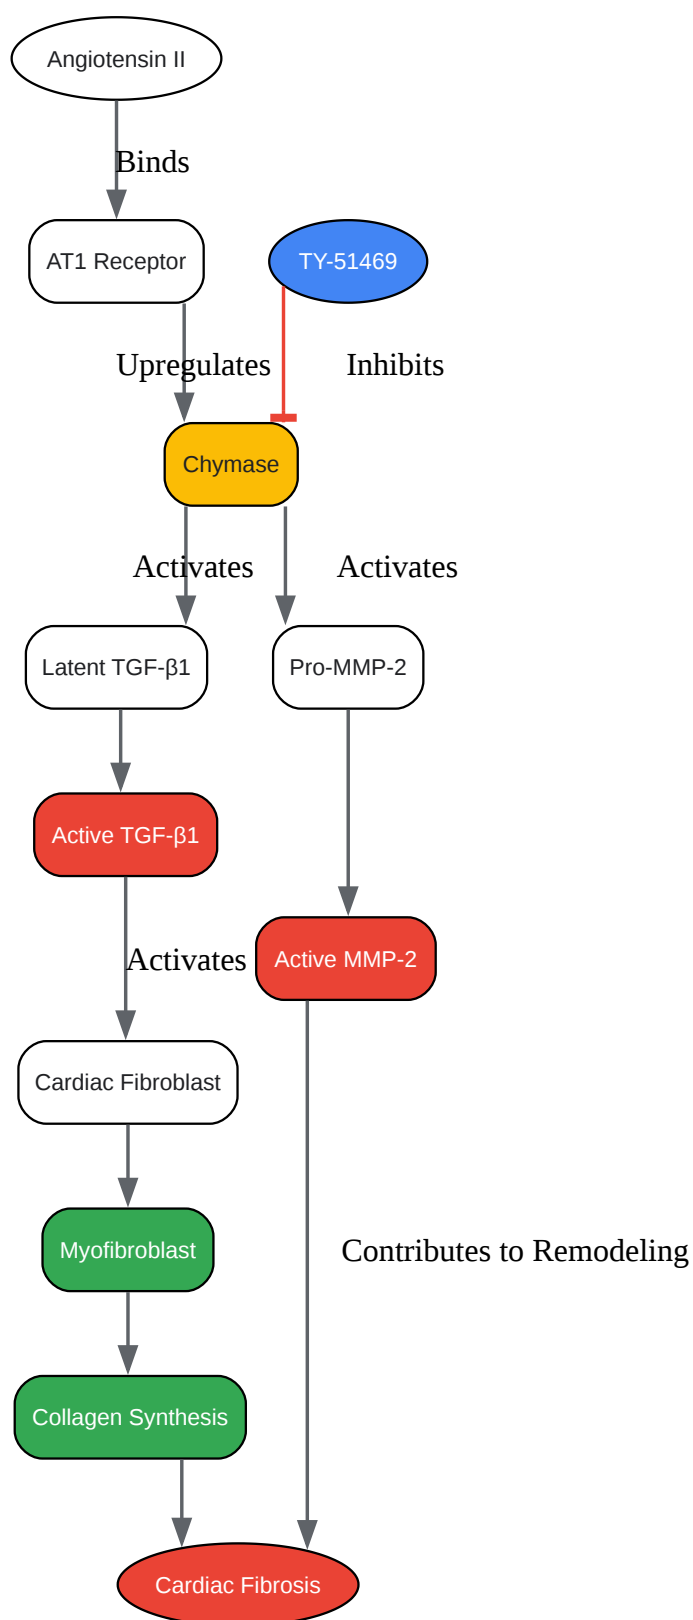 Angiotensin II
Binds
AT1 Receptor
TY-51469
Upregulates
Inhibits
Chymase
Activates
Activates
Latent TGF-β1
Pro-MMP-2
Active TGF-β1
Activates
Active MMP-2
Cardiac Fibroblast
Myofibroblast
Contributes to Remodeling
Collagen Synthesis
Cardiac Fibrosis